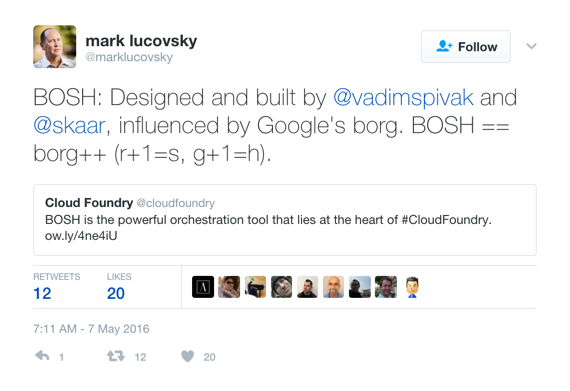 mark lucovsky
@marklucovsky
Follow
BOSH: Designed and built by @vadimspivak and
@skaar, influenced by Google's borg. BOSH ==
borg++ (r+1=s, g+1=h).
Cloud Foundry @cloudfoundry
BOSH is the powerful orchestration tool that lies at the heart of #CloudFoundry.
ow.ly/4ne4iU
RETWEETS LIKES
12 20
7:11 AM - 7 May 2016
1 12 20